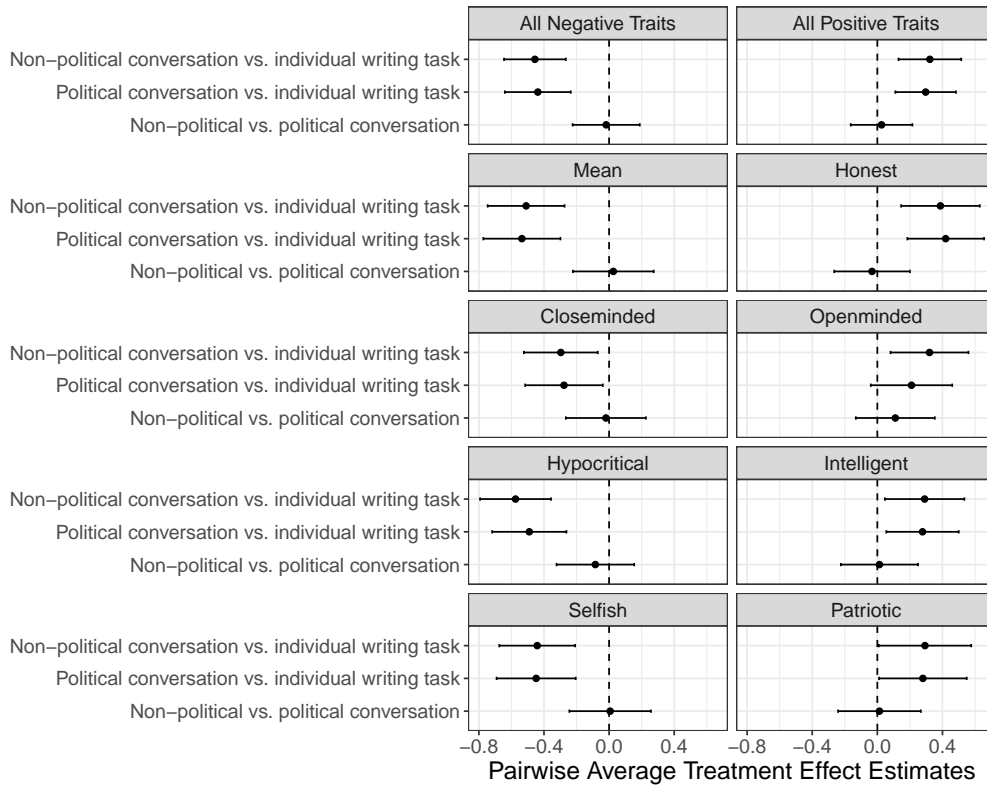 All Negative Traits
All Positive Traits
Non−political conversation vs. individual writing task
Political conversation vs. individual writing task
Non−political vs. political conversation
Mean
Honest
Non−political conversation vs. individual writing task
Political conversation vs. individual writing task
Non−political vs. political conversation
Closeminded
Openminded
Non−political conversation vs. individual writing task
Political conversation vs. individual writing task
Non−political vs. political conversation
Hypocritical
Intelligent
Non−political conversation vs. individual writing task
Political conversation vs. individual writing task
Non−political vs. political conversation
Selfish
Patriotic
Non−political conversation vs. individual writing task
Political conversation vs. individual writing task
Non−political vs. political conversation
−0.8 −0.4 0.0 0.4 −0.8 −0.4 0.0 0.4
Pairwise Average Treatment Effect Estimates